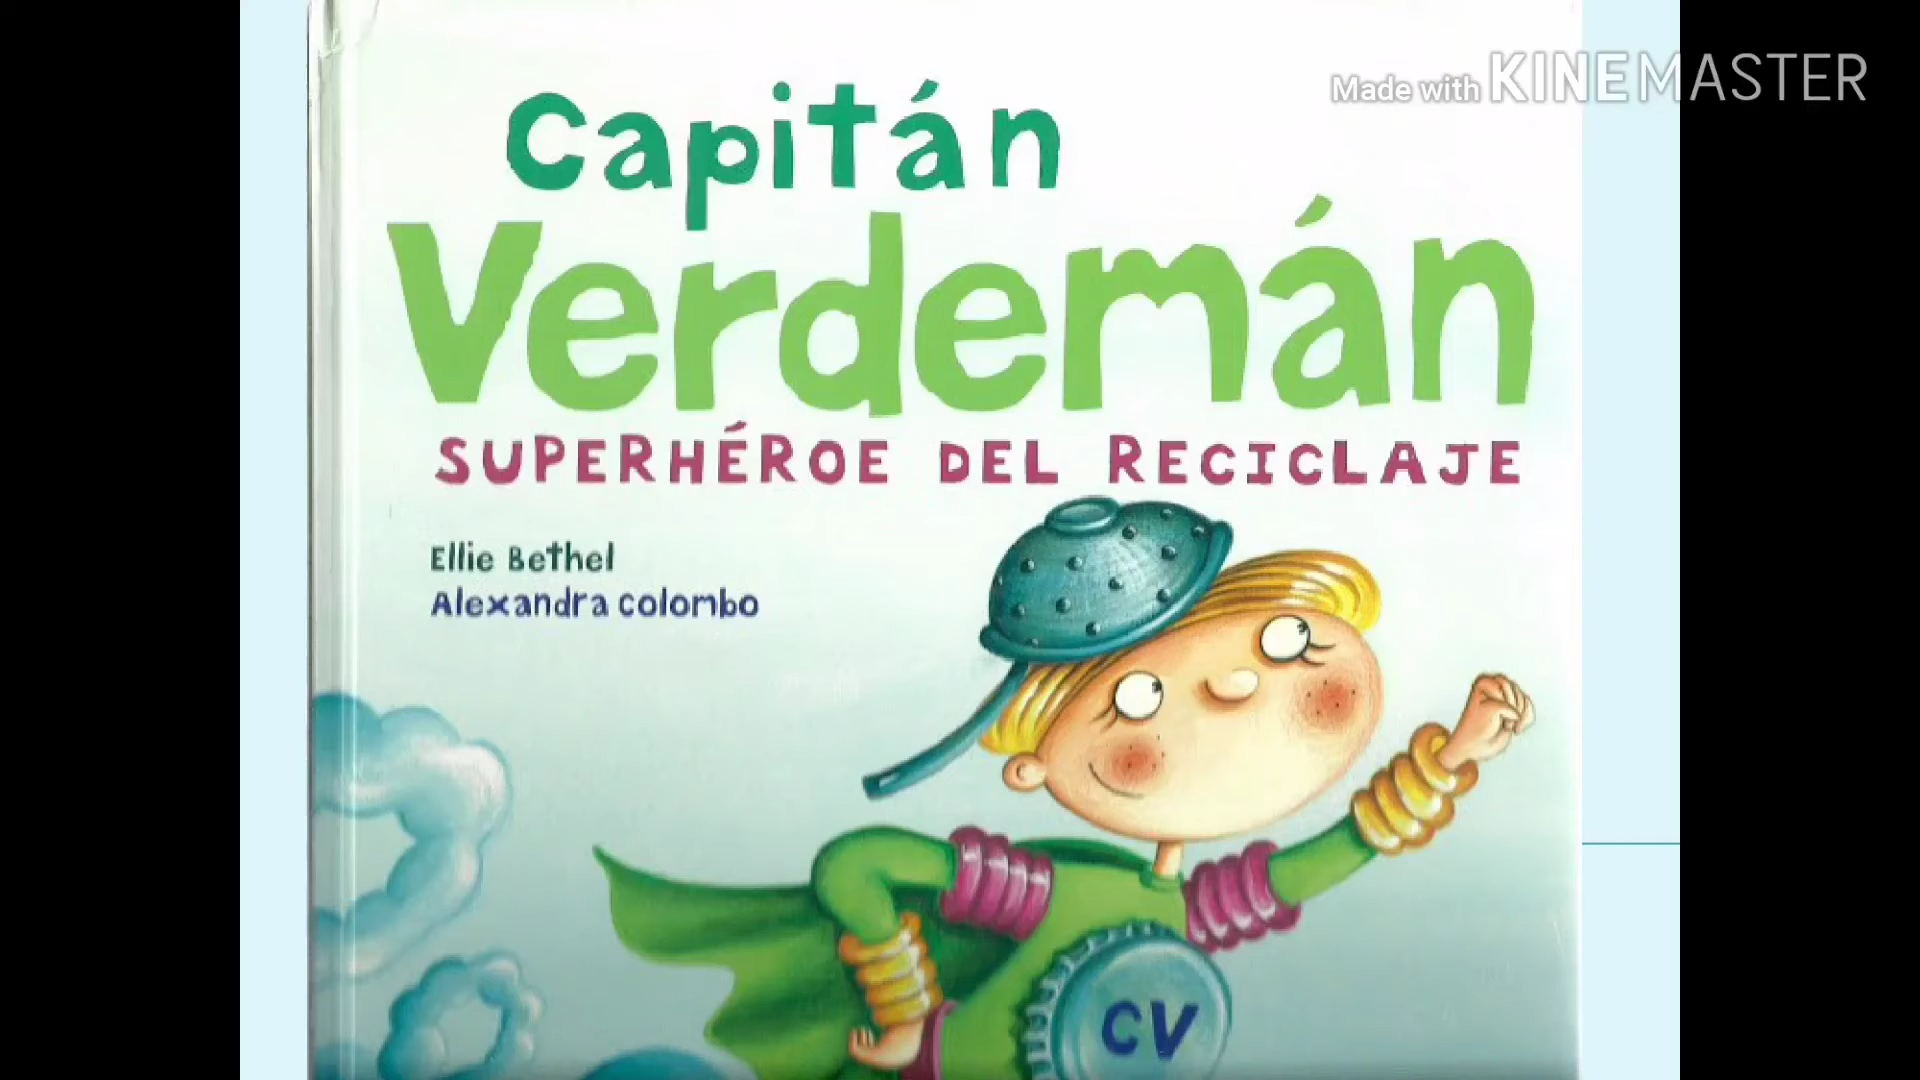 Made with KINEMASTER
Capitán
Verdemán
SUPERHÉROE DEL RECICLAJE
Ellie Bethel
Alexandra Colombo
CV